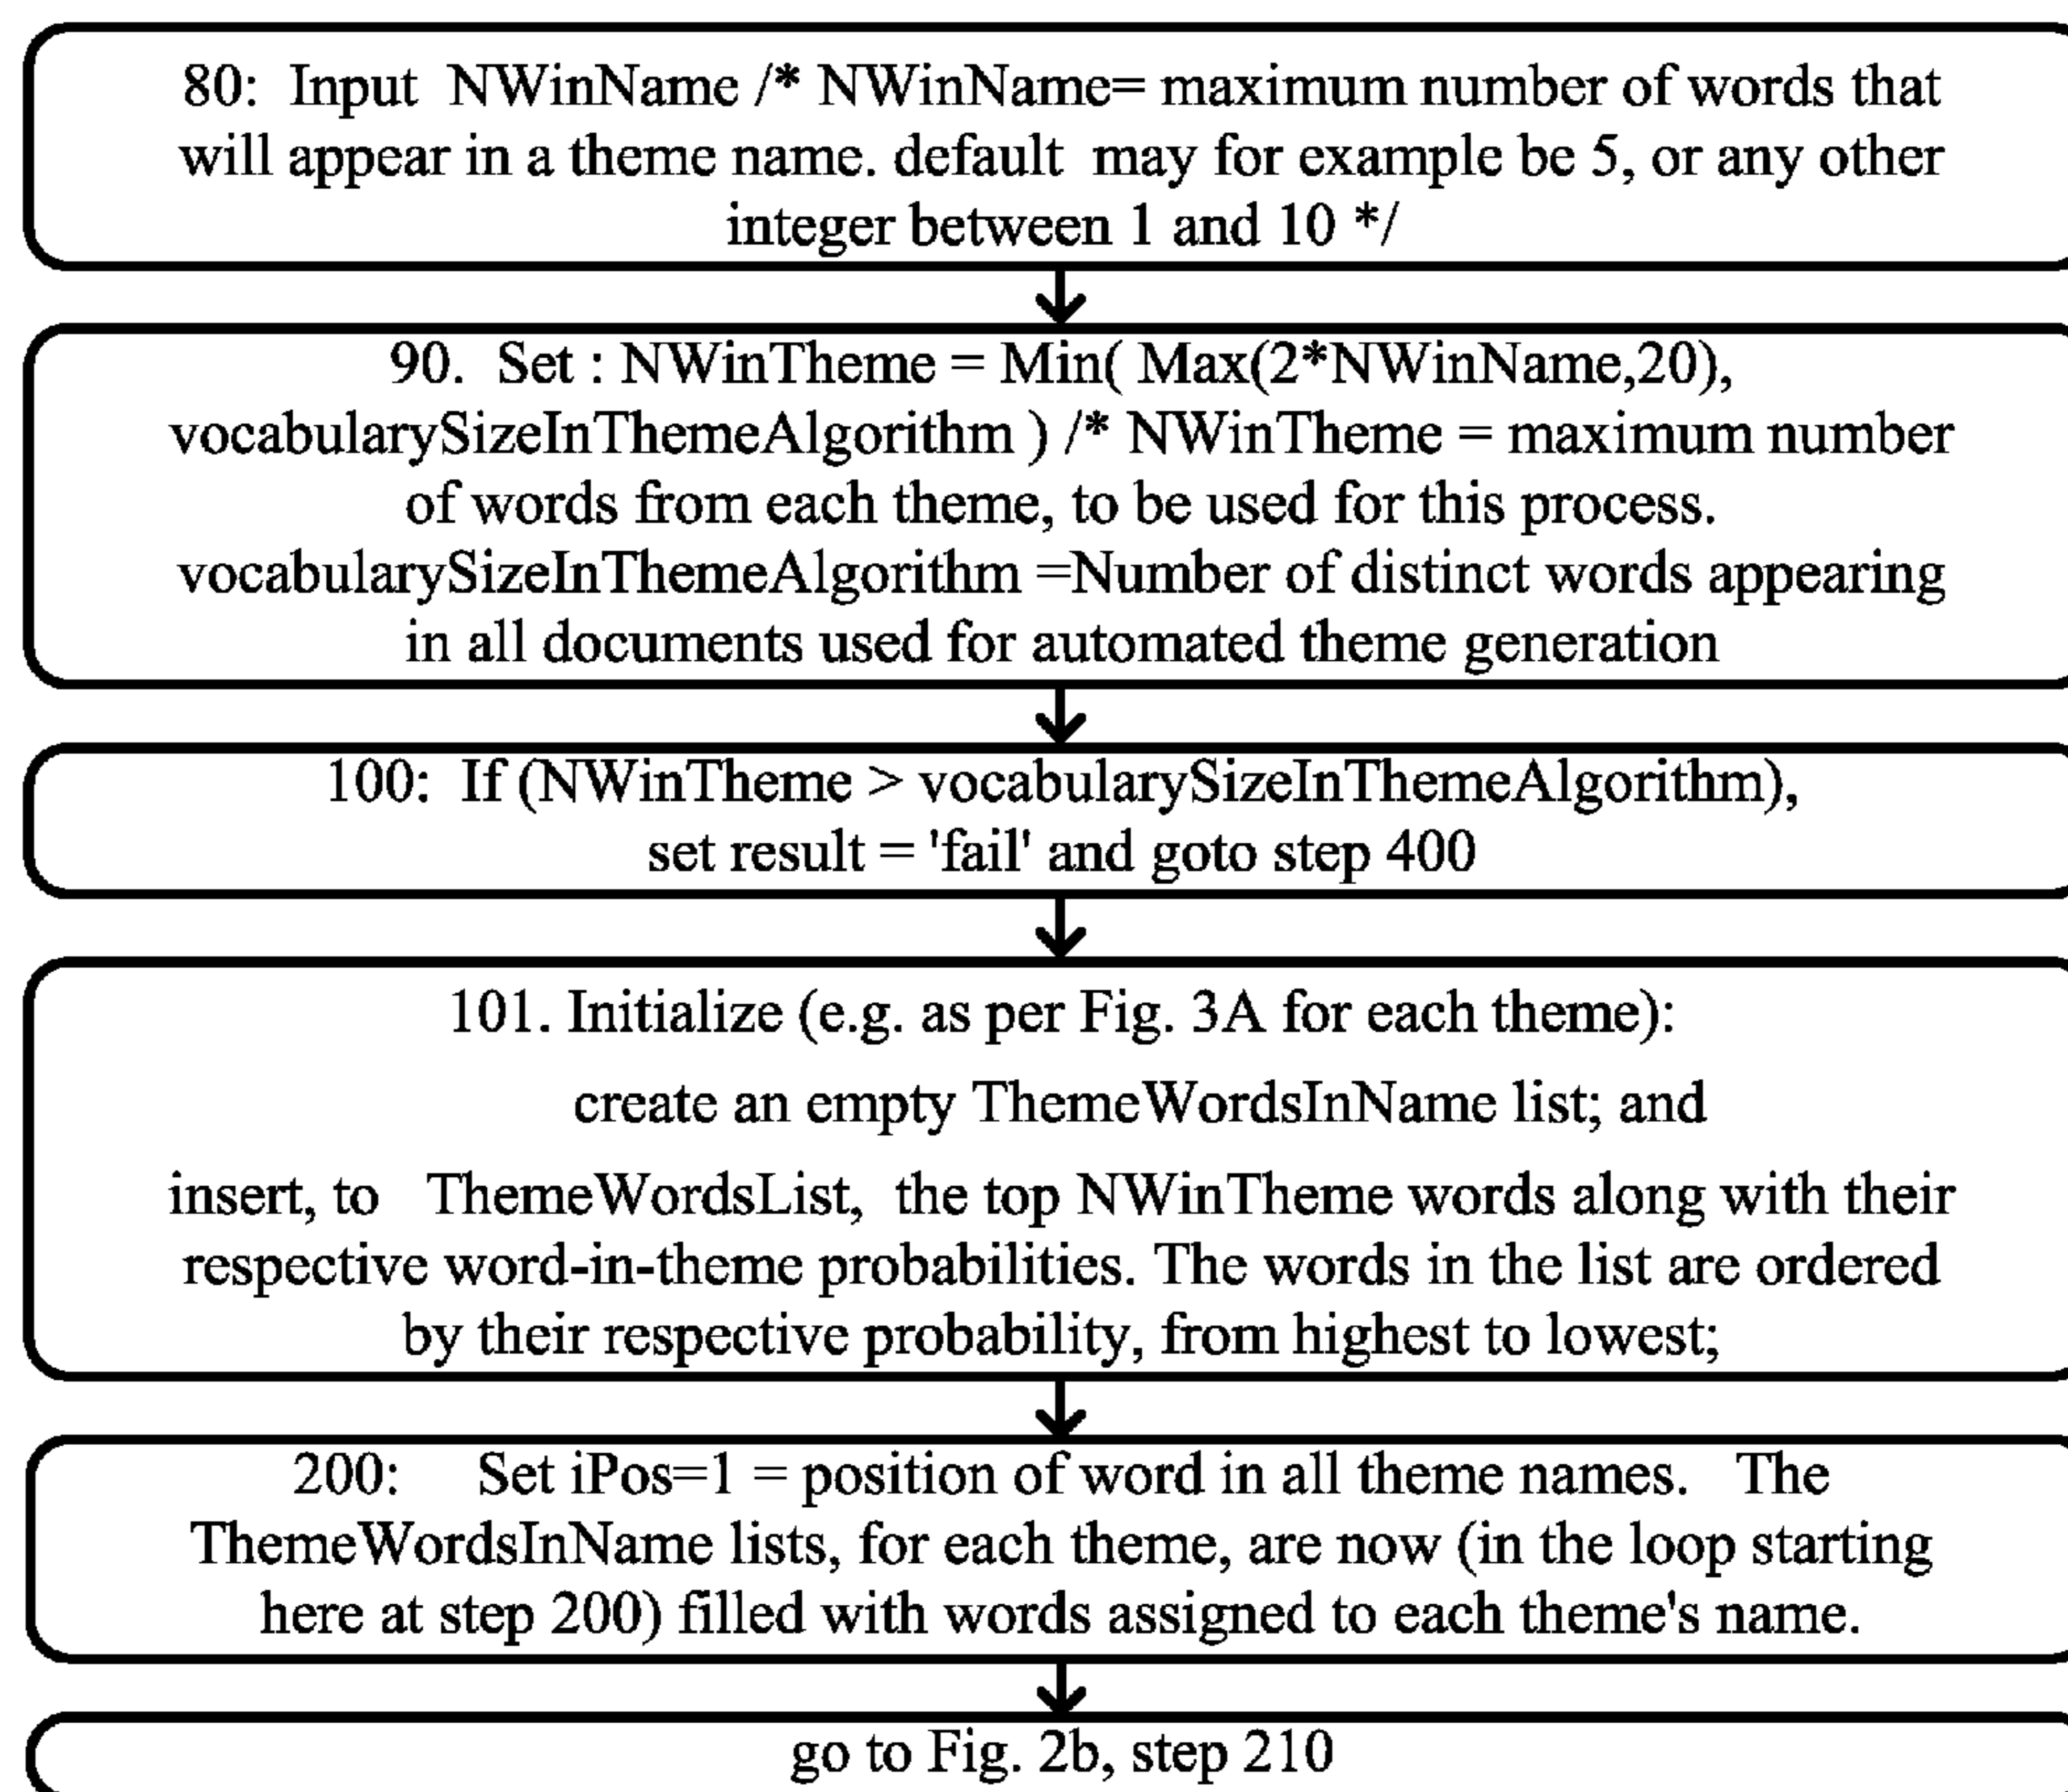 80: Input NWinName /* NWinName= maximum number of words that
will appear in a theme name. default may for example be 5, or any other
integer between 1 and 10 */
90. Set : NWinTheme = Min( Max(2*NWinName,20),
vocabularySizeInThemeAlgorithm ) /* NWinTheme = maximum number
of words from each theme, to be used for this process.
vocabularySizeInThemeAlgorithm =Number of distinct words appearing
in all documents used for automated theme generation
100: If (NWinTheme > vocabularySizeInThemeAlgorithm),
set result = 'fail' and goto step 400
101. Initialize (e.g. as per Fig. 3A for each theme):
create an empty ThemeWordsInName list; and
insert, to ThemeWordsList, the top NWinTheme words along with their
respective word-in-theme probabilities. The words in the list are ordered
by their respective probability, from highest to lowest;
200: Set iPos=1 = position of word in all theme names. The
ThemeWordsInName lists, for each theme, are now (in the loop starting
here at step 200) filled with words assigned to each theme's name.
go to Fig. 2b, step 210